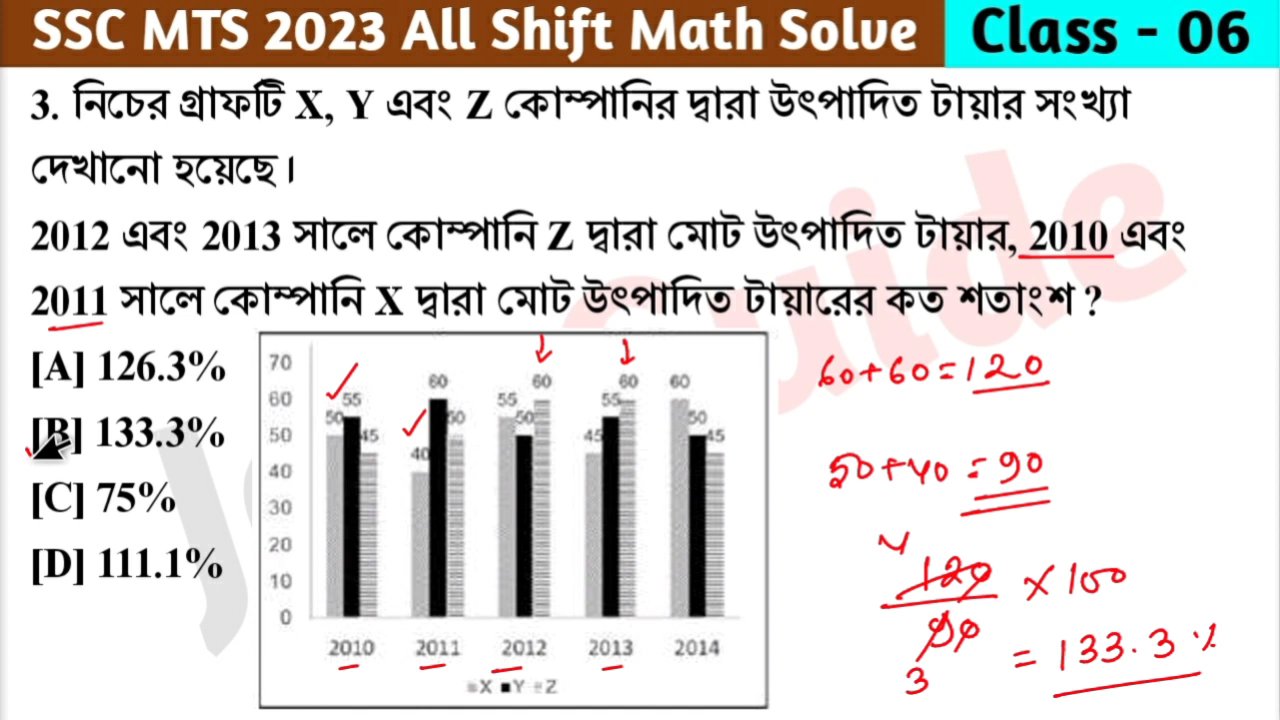 SSC MTS 2023 All Shift Math Solve
Class - 06
3. নিচের গ্রাফটি X, Y এবং Z কোম্পানির দ্বারা উৎপাদিত টায়ার সংখ্যা
দেখানো হয়েছে।
2012 এবং 2013 সালে কোম্পানি Z দ্বারা মোট উৎপাদিত টায়ার, 2010 এবং
2011 সালে কোম্পানি X দ্বারা মোট উৎপাদিত টায়ারের কত শতাংশ ?
[A] 126.3%
[B] 133.3%
[C] 75%
[D] 111.1%
70
60
50
40
30
20
10
0
50 55 45
40 60 50
55 50 60
45 55 60
60 50 45
2010 2011 2012 2013 2014
X Y Z
60+60=120
50+40=90
4
120 × 100
90
3
= 133.3%